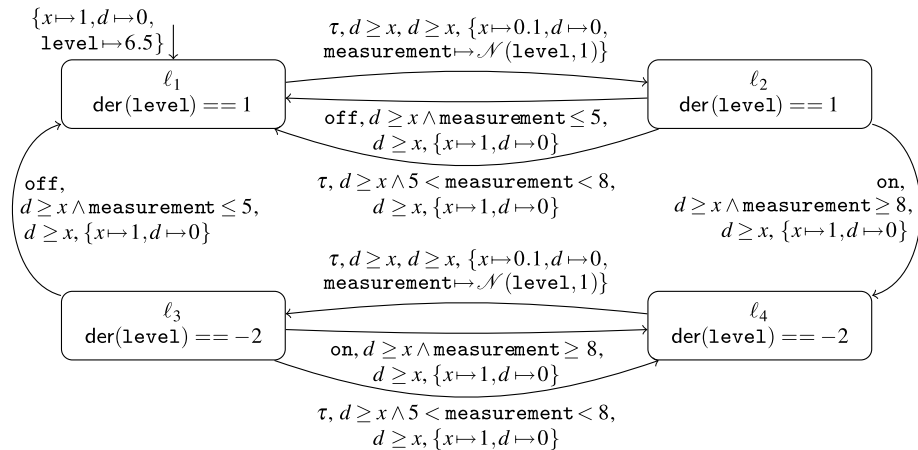 {x↦1, d↦0,
level↦6.5}
ℓ₁
der(level) == 1
τ, d ≥ x, d ≥ x, {x↦0.1, d↦0,
measurement↦𝒩(level,1)}
ℓ₂
der(level) == 1
off, d ≥ x ∧ measurement ≤ 5,
d ≥ x, {x↦1, d↦0}
τ, d ≥ x ∧ 5 < measurement < 8,
d ≥ x, {x↦1, d↦0}
off,
d ≥ x ∧ measurement ≤ 5,
d ≥ x, {x↦1, d↦0}
on,
d ≥ x ∧ measurement ≥ 8,
d ≥ x, {x↦1, d↦0}
τ, d ≥ x, d ≥ x, {x↦0.1, d↦0,
measurement↦𝒩(level,1)}
ℓ₃
der(level) == −2
ℓ₄
der(level) == −2
on, d ≥ x ∧ measurement ≥ 8,
d ≥ x, {x↦1, d↦0}
τ, d ≥ x ∧ 5 < measurement < 8,
d ≥ x, {x↦1, d↦0}